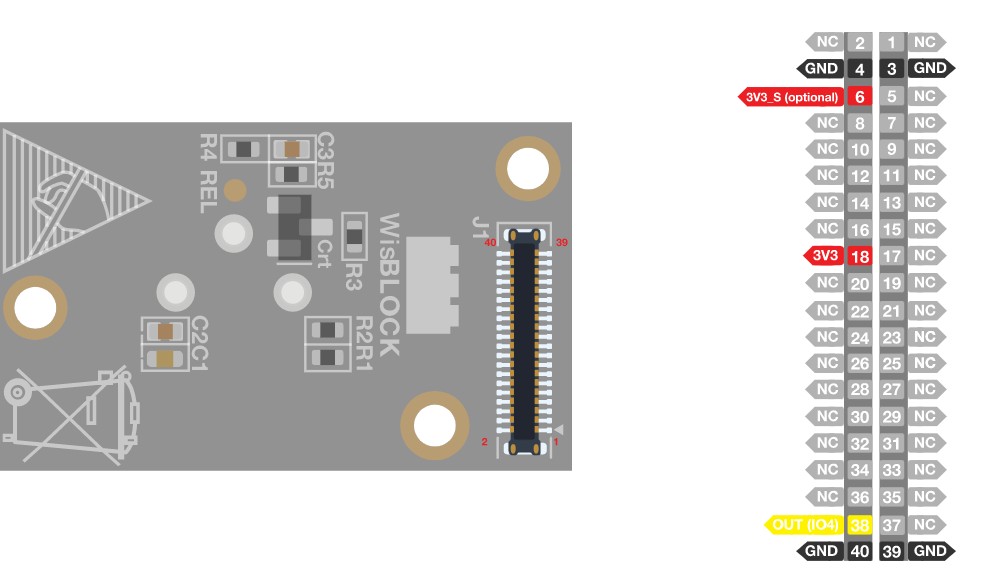 R4
C3R5
REL
Crt
R3
WisBLOCK
C2C1
R2R1
J1
40 39
2 1
NC 2 1 NC
GND 4 3 GND
3V3_S (optional) 6 5 NC
NC 8 7 NC
NC 10 9 NC
NC 12 11 NC
NC 14 13 NC
NC 16 15 NC
3V3 18 17 NC
NC 20 19 NC
NC 22 21 NC
NC 24 23 NC
NC 26 25 NC
NC 28 27 NC
NC 30 29 NC
NC 32 31 NC
NC 34 33 NC
NC 36 35 NC
OUT (IO4) 38 37 NC
GND 40 39 GND